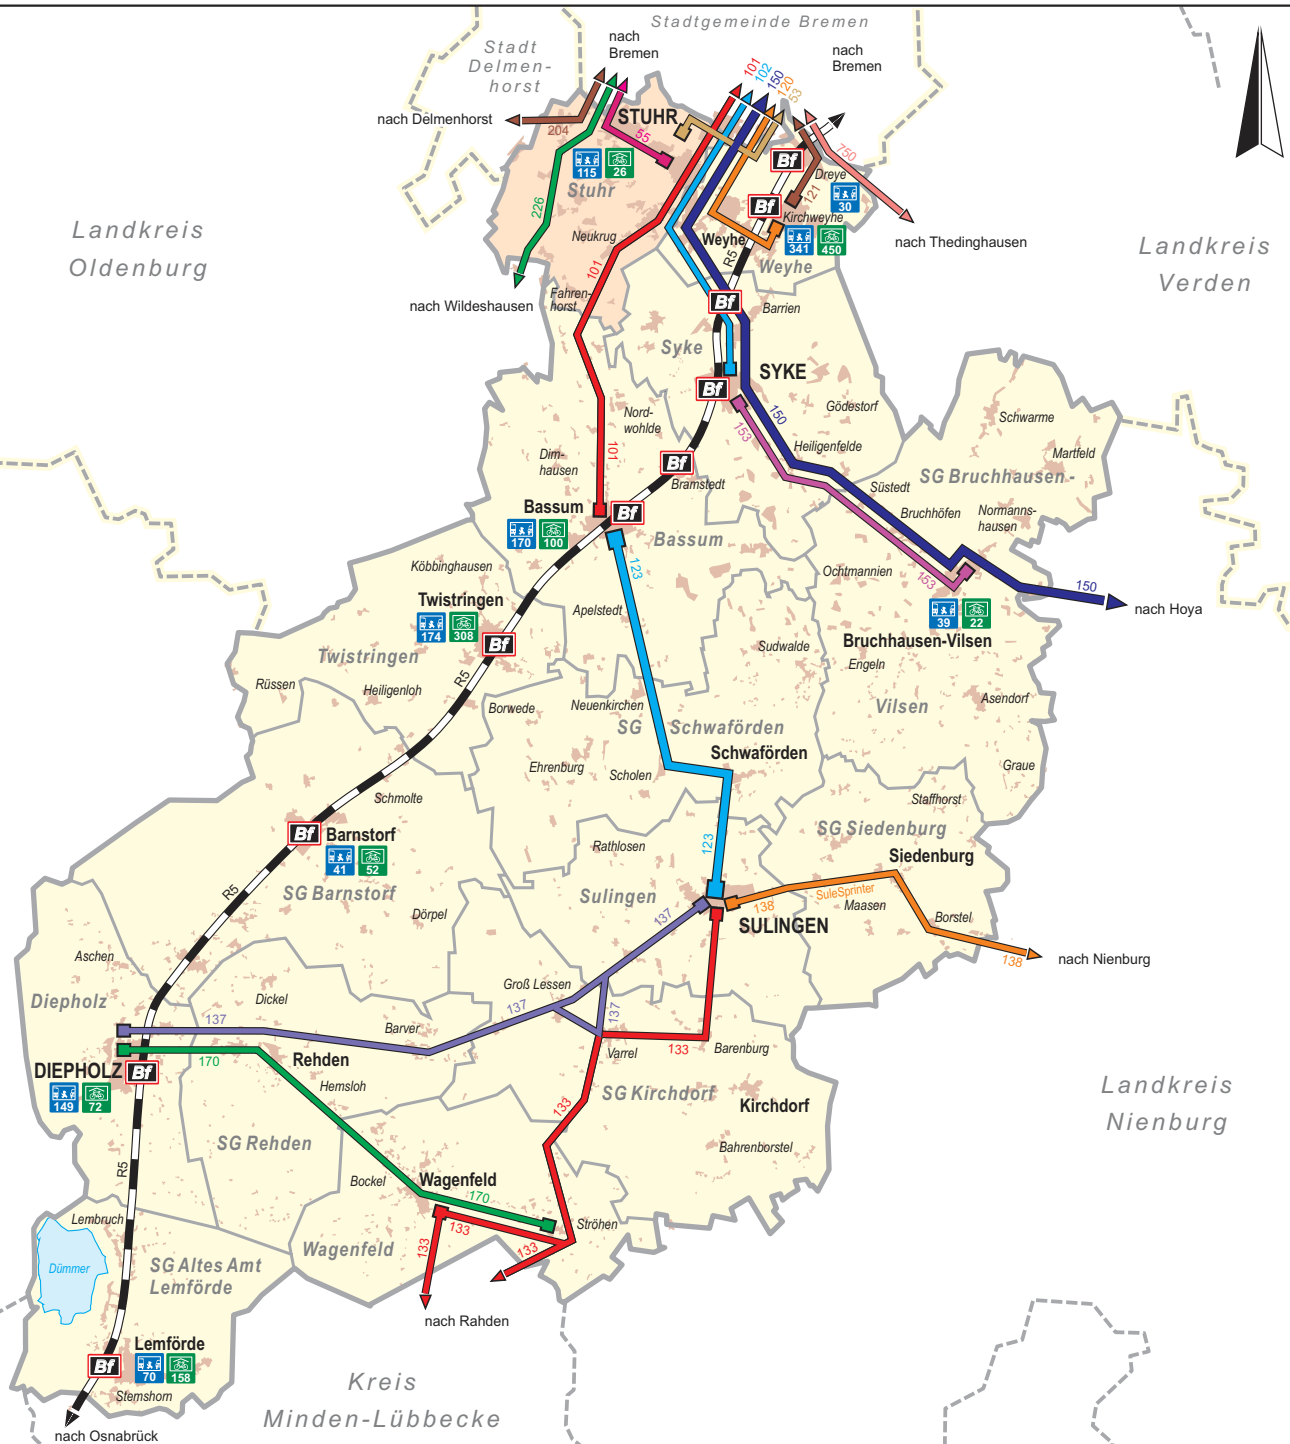 Stadtgemeinde Bremen
nach
Bremen
Stadt
Delmen-
horst
nach
Bremen
101
102
150
120
53
nach Delmenhorst
204
STUHR
55
750
Bf
115
26
Stuhr
Dreye
121
30
226
Bf
Kirchweyhe
Neukrug
Weyhe
341
450
nach Thedinghausen
R5
Weyhe
Landkreis
Oldenburg
Landkreis
Verden
101
Fahren-
horst
nach Wildeshausen
Bf
Barrien
Syke
SYKE
Bf
150
153
Gödestorf
Nord-
wohlde
Schwarme
101
Heiligenfelde
Dim-
hausen
Martfeld
Bf
Bramstedt
SG Bruchhausen -
Süstedt
Bassum
Bf
Bruchhöfen
Normanns-
hausen
170
100
Bassum
123
Köbbinghausen
Ochtmannien
153
150
nach Hoya
Twistringen
Apelstedt
39
22
174
308
Bf
Bruchhausen-Vilsen
Twistringen
Sudwalde
Engeln
R5
Rüssen
Heiligenloh
Borwede
Neuenkirchen
Vilsen
Asendorf
SG
Schwaförden
Schwaförden
Ehrenburg
Scholen
Graue
Schmolte
Staffhorst
Bf
Barnstorf
SG Siedenburg
41
52
Rathlosen
123
Siedenburg
SG Barnstorf
R5
Sulingen
SuleSprinter
138
Maasen
Dörpel
137
SULINGEN
Borstel
138
nach Nienburg
Aschen
Groß Lessen
Diepholz
Dickel
137
137
137
Barver
133
Varrel
Barenburg
170
Rehden
DIEPHOLZ
Bf
Hemsloh
SG Kirchdorf
Kirchdorf
149
72
133
Landkreis
Nienburg
SG Rehden
Bahrenborstel
R5
Bockel
Wagenfeld
170
Lembruch
133
Ströhen
133
133
Wagenfeld
Dümmer
SG Altes Amt
Lemförde
nach Rahden
Lemförde
Bf
70
158
Stemshorn
Kreis
Minden-Lübbecke
nach Osnabrück